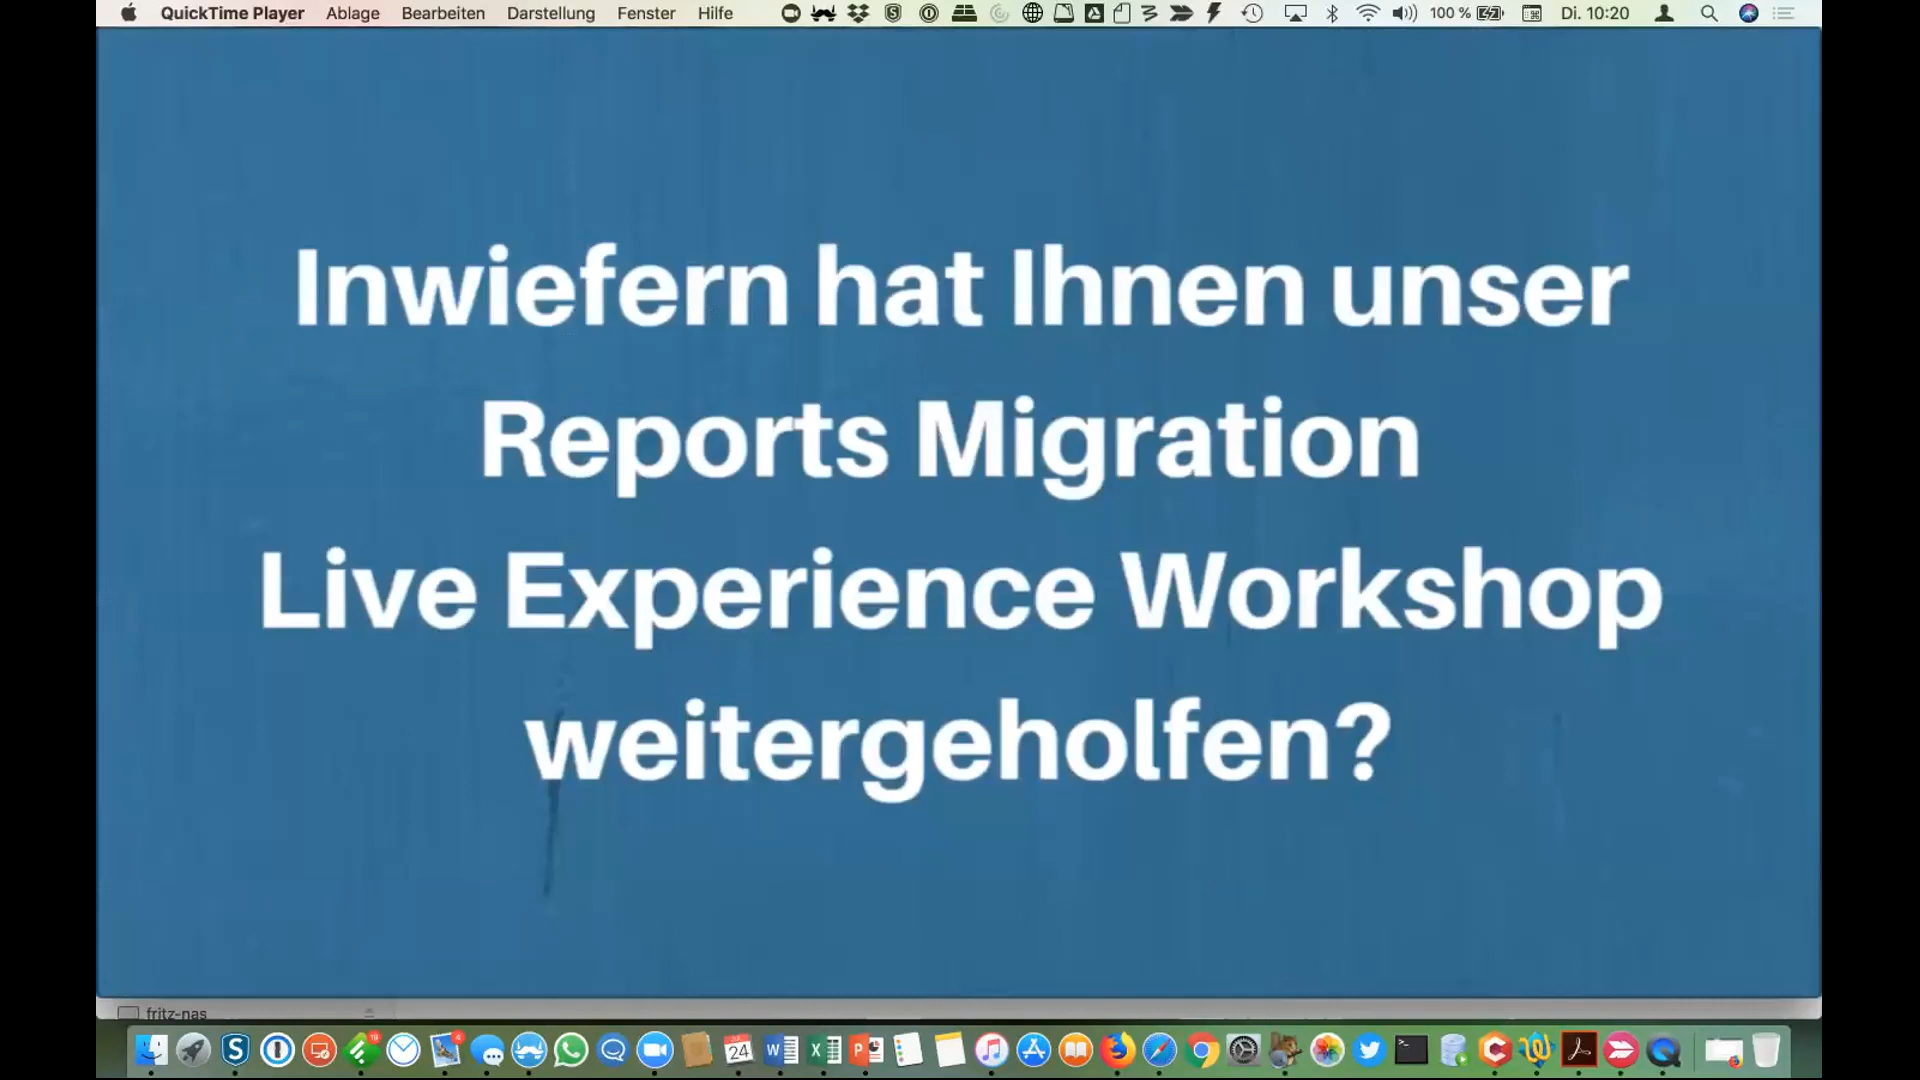 QuickTime Player Ablage Bearbeiten Darstellung Fenster Hilfe 100 % Di. 10:20
Inwiefern hat Ihnen unser
Reports Migration
Live Experience Workshop
weitergeholfen?
fritz-nas
24